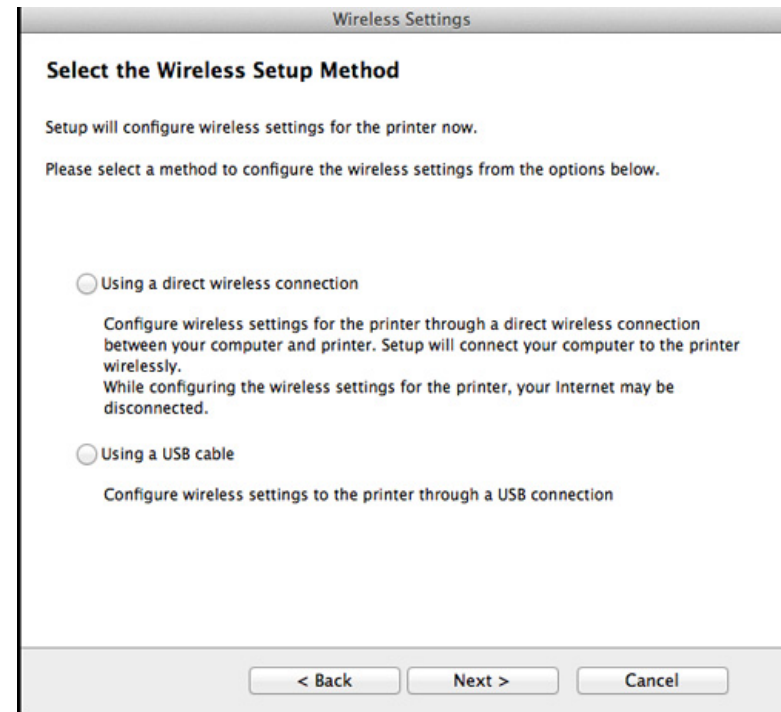 Wireless Settings
Select the Wireless Setup Method
Setup will configure wireless settings for the printer now.
Please select a method to configure the wireless settings from the options below.
Using a direct wireless connection
Configure wireless settings for the printer through a direct wireless connection
between your computer and printer. Setup will connect your computer to the printer
wirelessly.
While configuring the wireless settings for the printer, your Internet may be
disconnected.
Using a USB cable
Configure wireless settings to the printer through a USB connection
< Back Next > Cancel